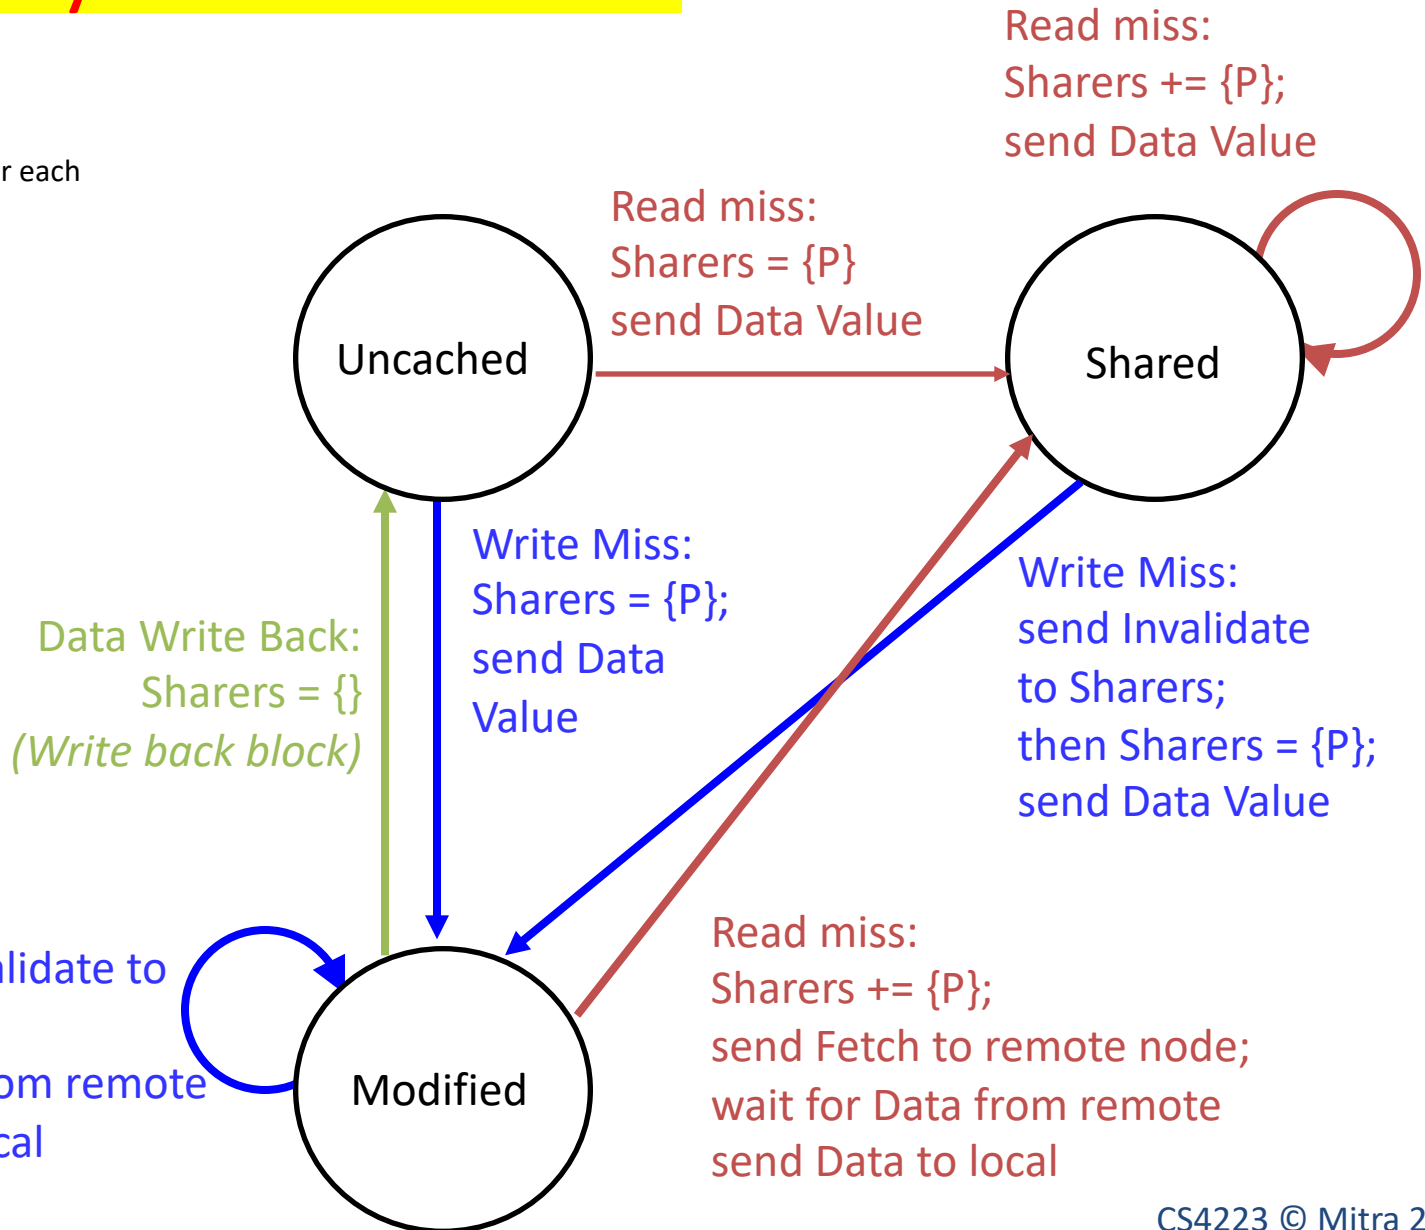 Read miss:
Sharers += {P};
send Data Value
r each
Read miss:
Sharers = {P}
send Data Value
Uncached
Shared
Write Miss:
Sharers = {P};
send Data
Value
Write Miss:
send Invalidate
to Sharers;
then Sharers = {P};
send Data Value
Data Write Back:
Sharers = {}
(Write back block)
Read miss:
Sharers += {P};
send Fetch to remote node;
wait for Data from remote
send Data to local
alidate to
om remote
cal
Modified
CS4223 © Mitra 2